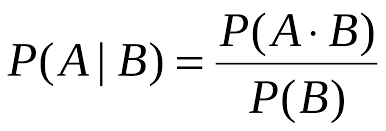 P(A | B) = P(A · B) / P(B)